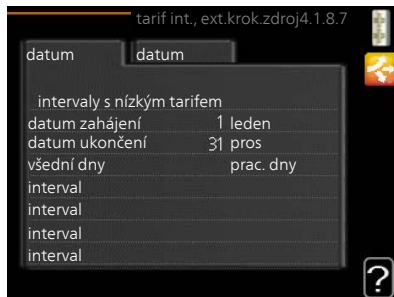 tarif int., ext.krok.zdroj4.1.8.7
datum datum
intervaly s nízkým tarifem
datum zahájení 1 leden
datum ukončení 31 pros
všední dny prac. dny
interval
interval
interval
interval
?